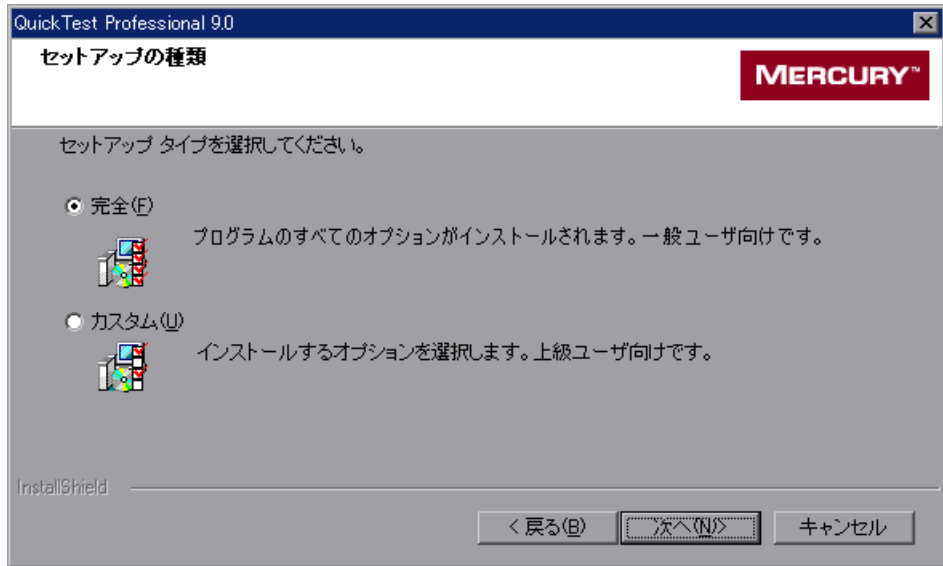 QuickTest Professional 9.0
セットアップの種類
MERCURY™
セットアップ タイプを選択してください。
完全(F)
プログラムのすべてのオプションがインストールされます。一般ユーザ向けです。
カスタム(U)
インストールするオプションを選択します。上級ユーザ向けです。
InstallShield
< 戻る(B)
次へ(N)>
キャンセル